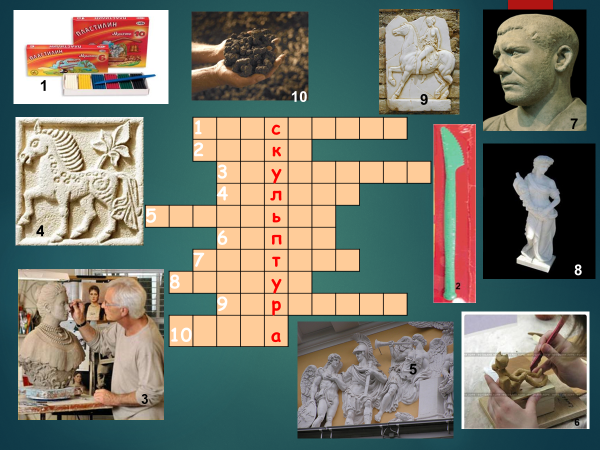 ПЛАСТИЛИН
ПЛАСТИЛИН
1
10
9
7
1 с
2 к
3 у
4 л
5 ь
6 п
7 т
8 у
9 р
10 а
4
2
8
3
5
6